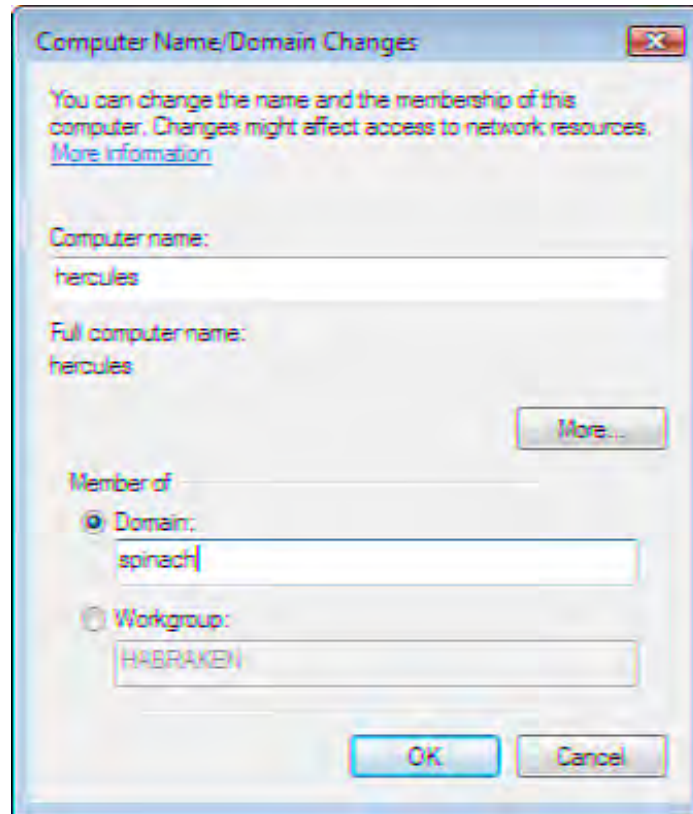 Computer Name/Domain Changes
You can change the name and the membership of this
computer. Changes might affect access to network resources.
More information
Computer name:
hercules
Full computer name:
hercules
More...
Member of
Domain:
spinach
Workgroup:
HABRAKEN
OK Cancel